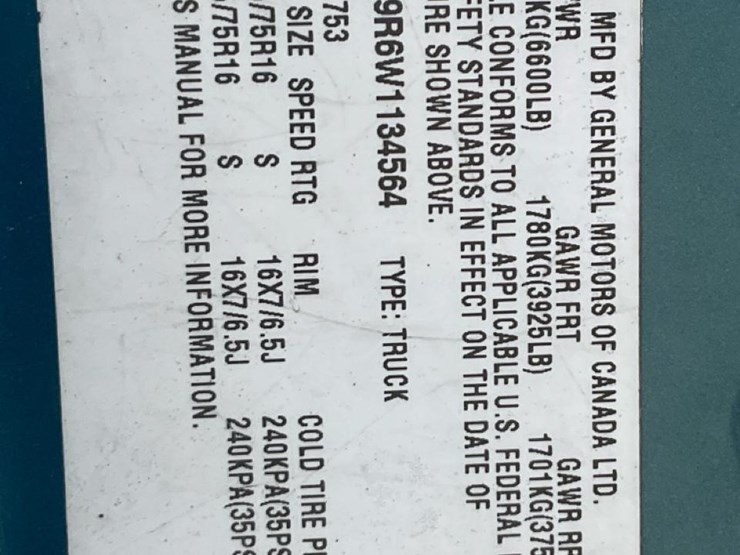 MFD BY GENERAL MOTORS OF CANADA LTD.
GAWR FRT GAWR
KG(6600LB) 1780KG(3925LB) 1701KG(375
E CONFORMS TO ALL APPLICABLE U.S. FEDERAL
FETY STANDARDS IN EFFECT ON THE DATE OF
RE SHOWN ABOVE.
9R6W1134564 TYPE: TRUCK
753
SIZE SPEED RTG RIM COLD TIRE
/75R16 S 16X7/6.5J 240KPA(35PS
/75R16 S 16X7/6.5J 240KPA(35PS
S MANUAL FOR MORE INFORMATION.